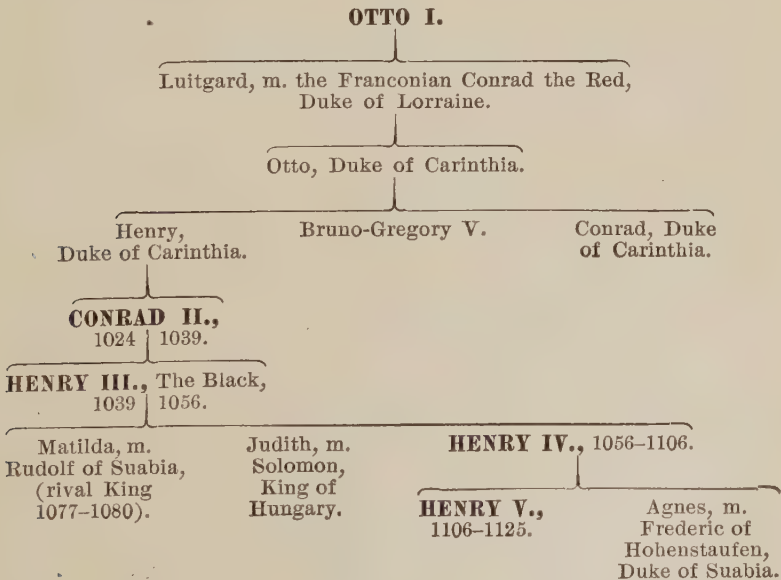 OTTO I.
Luitgard, m. the Franconian Conrad the Red,
Duke of Lorraine.
Otto, Duke of Carinthia.
Henry,
Duke of Carinthia.
Bruno-Gregory V.
Conrad, Duke
of Carinthia.
CONRAD II.,
1024 1039.
HENRY III., The Black,
1039 1056.
Matilda, m.
Rudolf of Suabia,
(rival King
1077–1080).
Judith, m.
Solomon,
King of
Hungary.
HENRY IV., 1056–1106.
HENRY V.,
1106–1125.
Agnes, m.
Frederic of
Hohenstaufen,
Duke of Suabia.